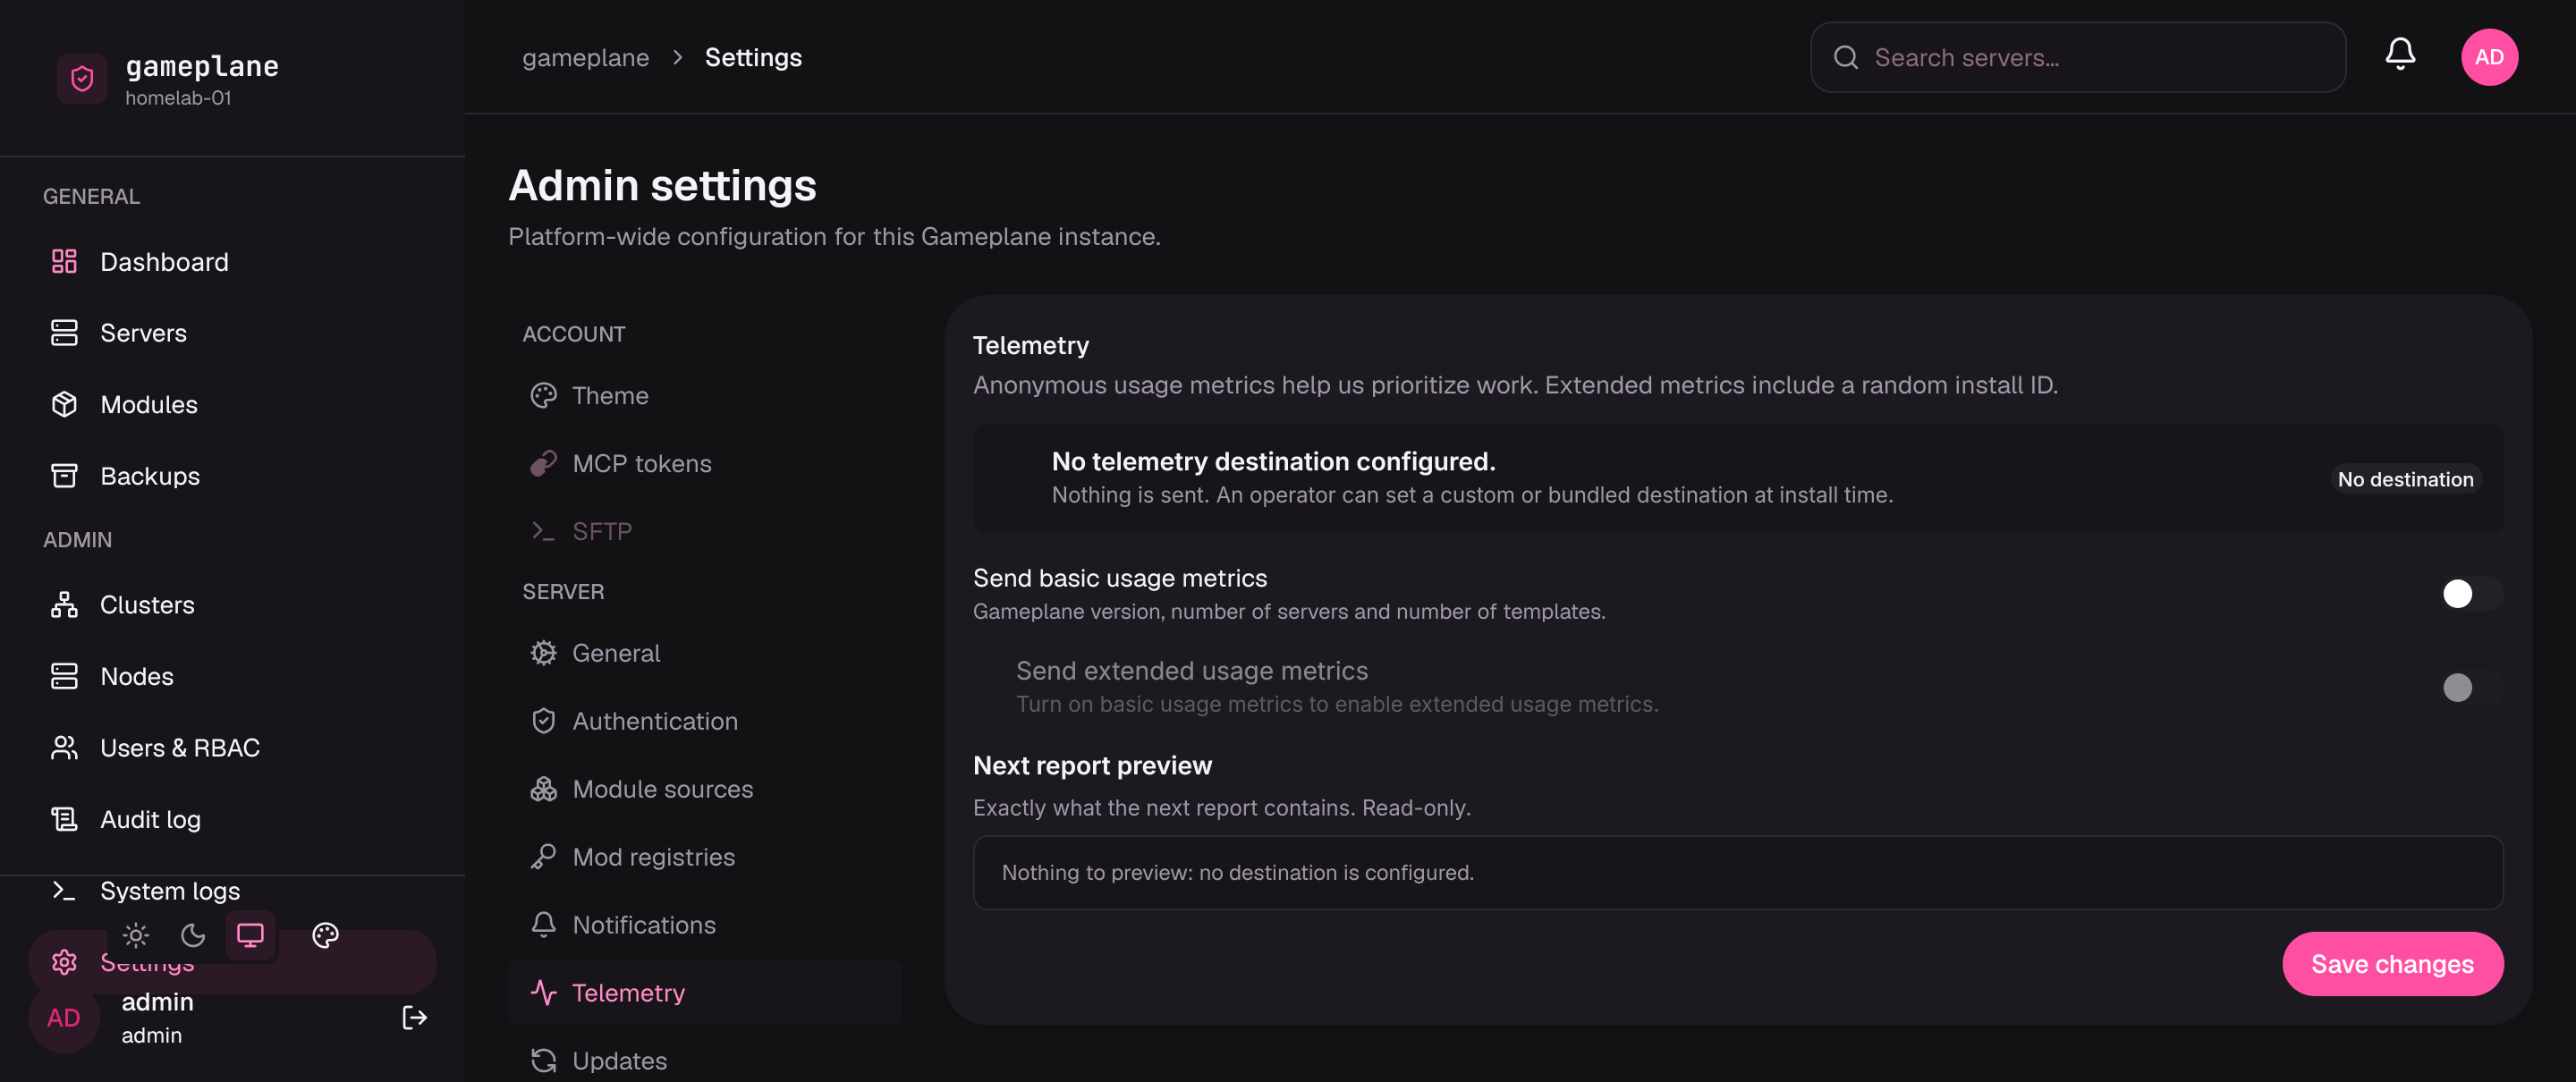 gameplane
homelab-01
GENERAL
Dashboard
Servers
Modules
Backups
ADMIN
Clusters
Nodes
Users & RBAC
Audit log
System logs
Settings
AD
admin
admin
gameplane > Settings
Search servers...
AD
Admin settings
Platform-wide configuration for this Gameplane instance.
ACCOUNT
Theme
MCP tokens
SFTP
SERVER
General
Authentication
Module sources
Mod registries
Notifications
Telemetry
Updates
Telemetry
Anonymous usage metrics help us prioritize work. Extended metrics include a random install ID.
No telemetry destination configured.
Nothing is sent. An operator can set a custom or bundled destination at install time.
No destination
Send basic usage metrics
Gameplane version, number of servers and number of templates.
Send extended usage metrics
Turn on basic usage metrics to enable extended usage metrics.
Next report preview
Exactly what the next report contains. Read-only.
Nothing to preview: no destination is configured.
Save changes